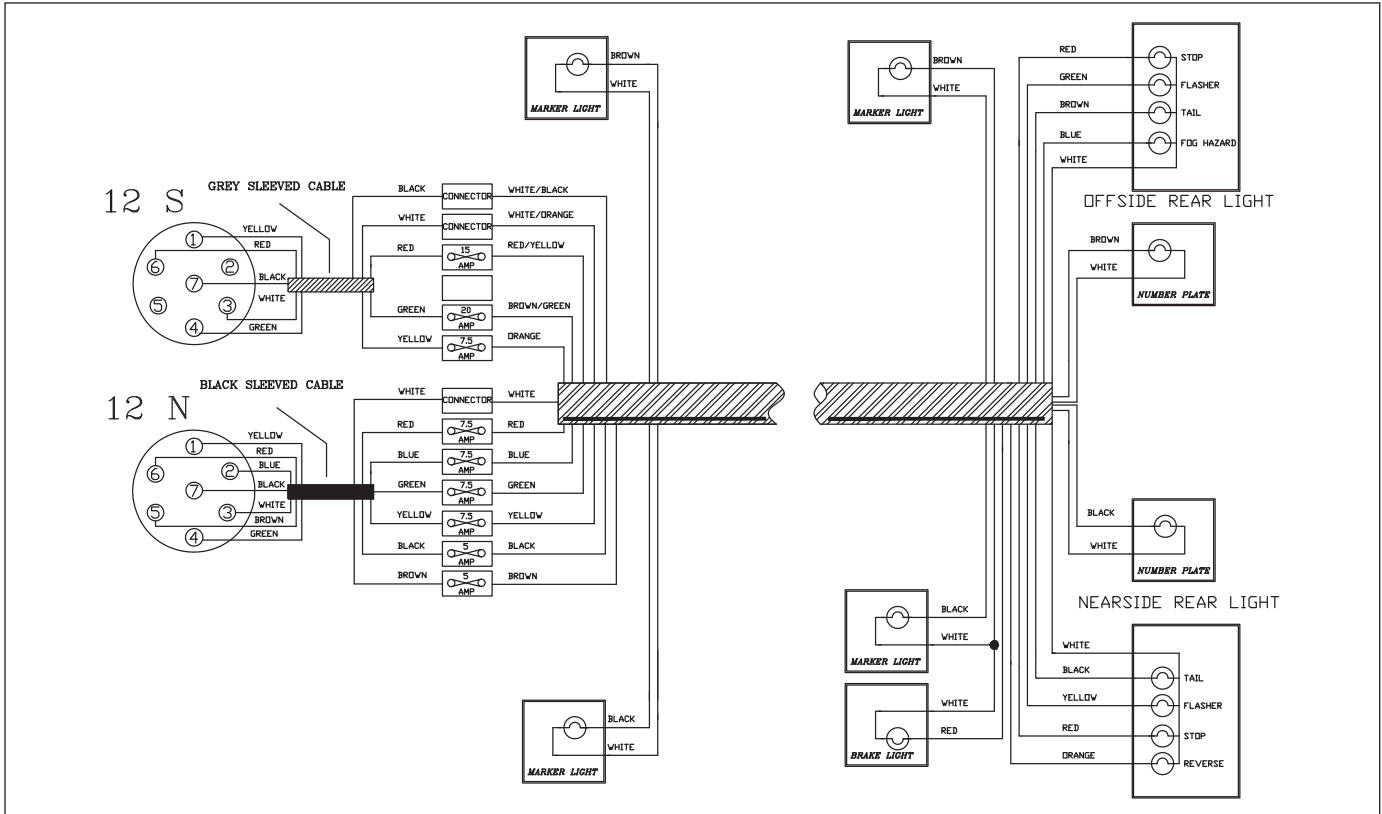 BROWN
WHITE
MARKER LIGHT
BROWN
WHITE
MARKER LIGHT
RED
STOP
GREEN
FLASHER
BROWN
TAIL
BLUE
FOG HAZARD
WHITE
OFFSIDE REAR LIGHT
BROWN
WHITE
NUMBER PLATE
12 S
GREY SLEEVED CABLE
1
2
3
4
5
6
7
YELLOW
RED
BLACK
WHITE
GREEN
BLACK
CONNECTOR
WHITE/BLACK
WHITE
CONNECTOR
WHITE/ORANGE
RED
15
AMP
RED/YELLOW
GREEN
20
AMP
BROWN/GREEN
YELLOW
7.5
AMP
ORANGE
12 N
BLACK SLEEVED CABLE
1
2
3
4
5
6
7
YELLOW
RED
BLUE
BLACK
WHITE
BROWN
GREEN
WHITE
CONNECTOR
WHITE
RED
7.5
AMP
RED
BLUE
7.5
AMP
BLUE
GREEN
7.5
AMP
GREEN
YELLOW
7.5
AMP
YELLOW
BLACK
5
AMP
BLACK
BROWN
5
AMP
BROWN
BLACK
WHITE
NUMBER PLATE
NEARSIDE REAR LIGHT
BLACK
WHITE
MARKER LIGHT
WHITE
RED
BRAKE LIGHT
BLACK
WHITE
MARKER LIGHT
WHITE
BLACK
TAIL
YELLOW
FLASHER
RED
STOP
ORANGE
REVERSE